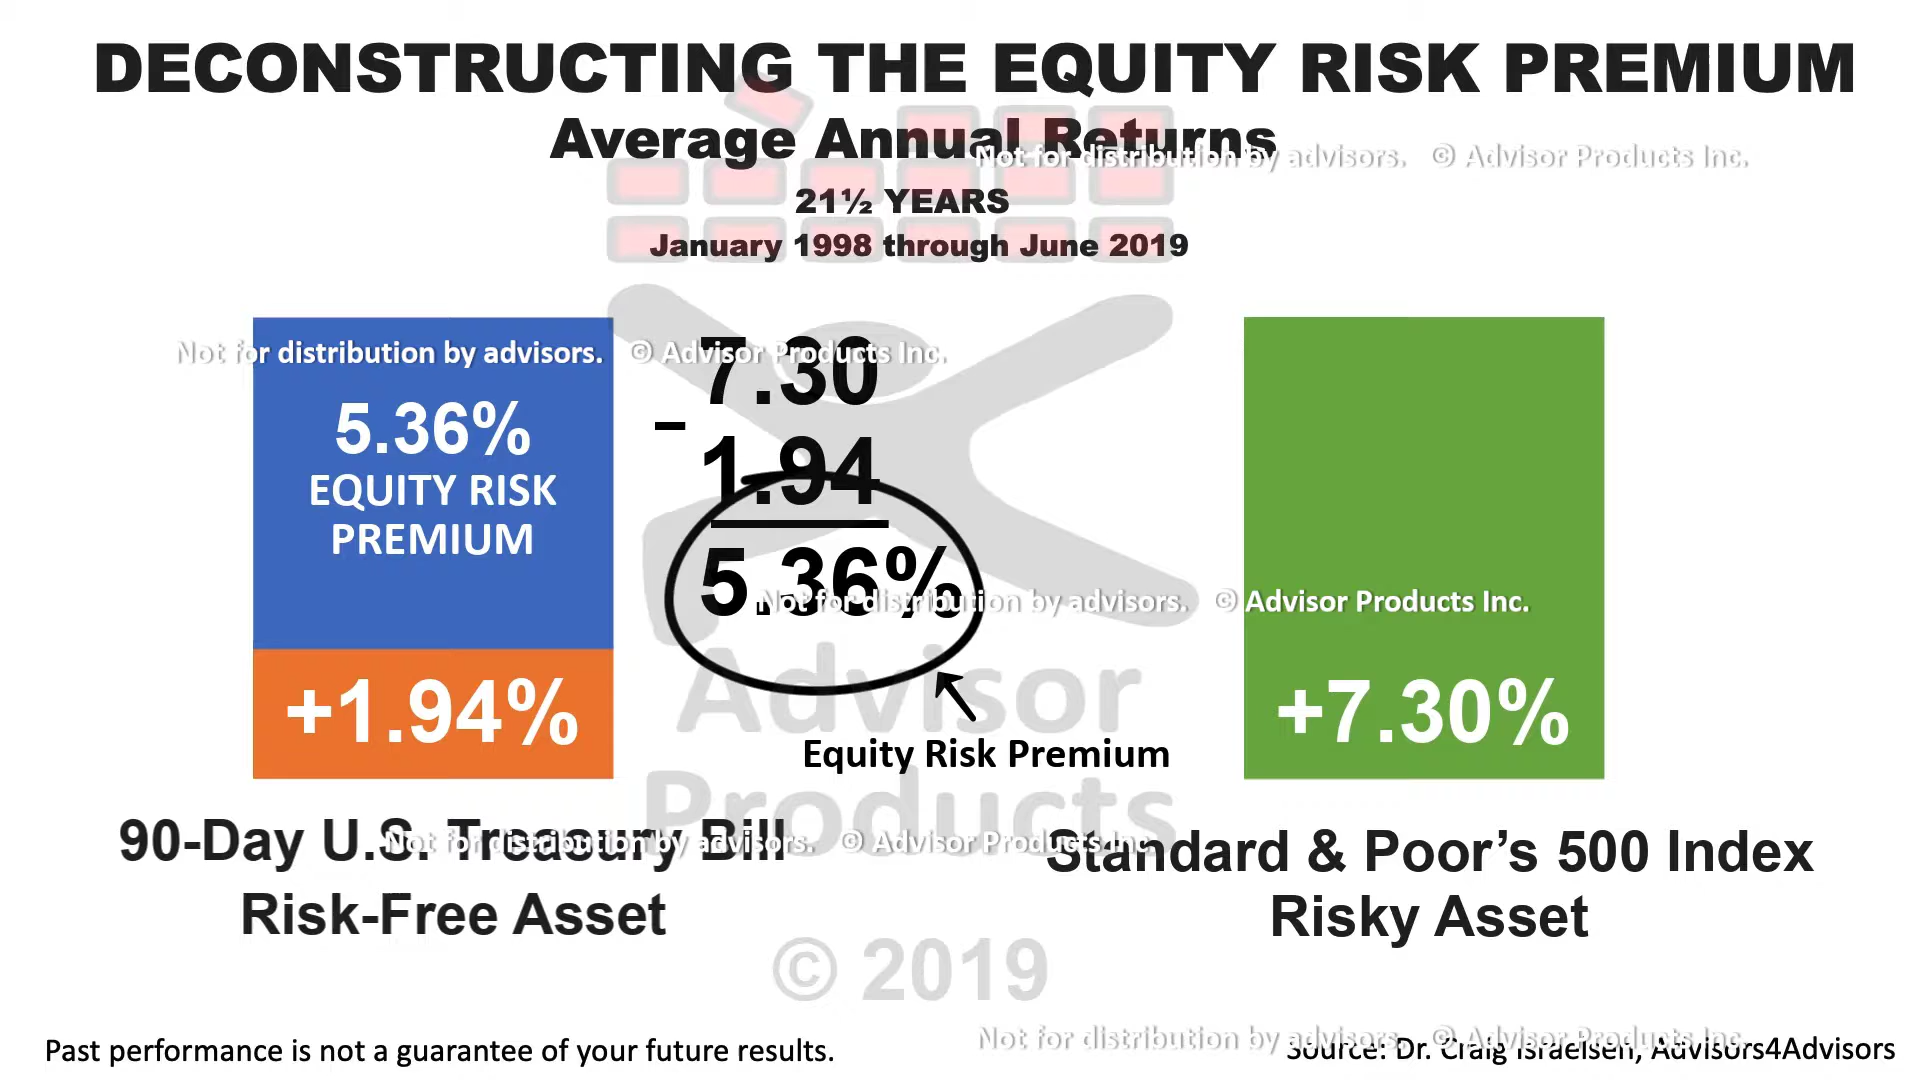 DECONSTRUCTING THE EQUITY RISK PREMIUM
Average Annual Returns
Not for distribution by advisors. © Advisor Products Inc.
21½ YEARS
January 1998 through June 2019
Not for distribution by advisors. © Advisor Products Inc.
7.30
5.36%
EQUITY RISK
PREMIUM
–
1.94
5.36%
Not for distribution by advisors. © Advisor Products Inc.
+1.94%
+7.30%
Equity Risk Premium
Advisor
Products
90-Day U.S. Treasury Bill
Risk-Free Asset
Not for distribution by advisors. © Advisor Products Inc.
Standard & Poor’s 500 Index
Risky Asset
© 2019
Not for distribution by advisors. © Advisor Products Inc.
Past performance is not a guarantee of your future results.
Source: Dr. Craig Israelsen, Advisors4Advisors